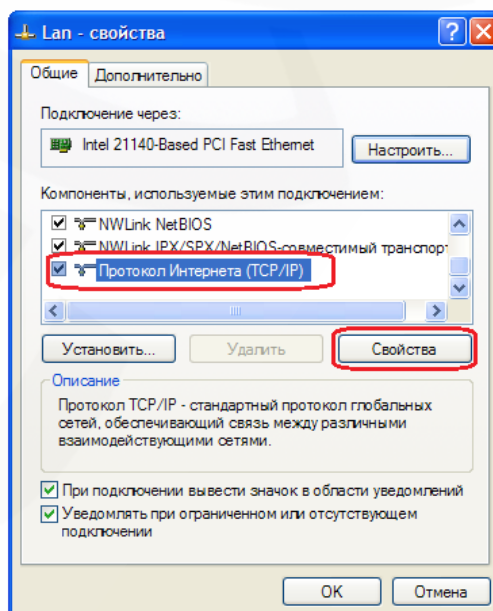 Lan - свойства
Общие
Дополнительно
Подключение через:
Intel 21140-Based PCI Fast Ethernet
Настроить...
Компоненты, используемые этим подключением:
NWLink NetBIOS
NWLink IPX/SPX/NetBIOS-совместимый транспор
Протокол Интернета (TCP/IP)
Установить...
Удалить
Свойства
Описание
Протокол TCP/IP - стандартный протокол глобальных
сетей, обеспечивающий связь между различными
взаимодействующими сетями.
При подключении вывести значок в области уведомлений
Уведомлять при ограниченном или отсутствующем
подключении
OK
Отмена